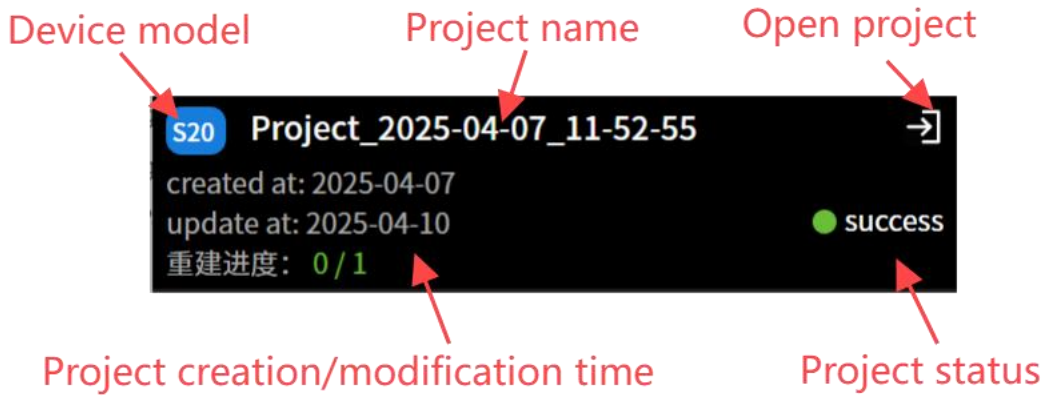 Device model
Project name
Open project
S20
Project_2025-04-07_11-52-55
created at: 2025-04-07
update at: 2025-04-10
success
重建进度： 0 / 1
Project creation/modification time
Project status